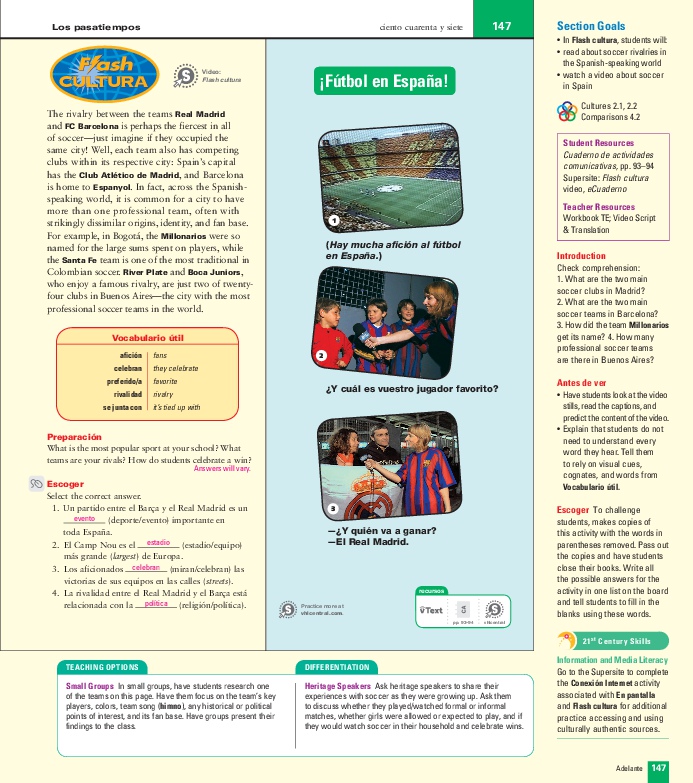 Los pasatiempos
ciento cuarenta y siete
147
Flash
CULTURA
Video:
Flash cultura
The rivalry between the teams Real Madrid
and FC Barcelona is perhaps the fiercest in all
of soccer—just imagine if they occupied the
same city! Well, each team also has competing
clubs within its respective city: Spain's capital
has the Club Atlético de Madrid, and Barcelona
is home to Espanyol. In fact, across the Spanish-
speaking world, it is common for a city to have
more than one professional team, often with
strikingly dissimilar origins, identity, and fan base.
For example, in Bogotá, the Millonarios were so
named for the large sums spent on players, while
the Santa Fe team is one of the most traditional in
Colombian soccer. River Plate and Boca Juniors,
who enjoy a famous rivalry, are just two of twenty-
four clubs in Buenos Aires—the city with the most
professional soccer teams in the world.
Vocabulario útil
afición fans
celebran they celebrate
preferido/a favorite
rivalidad rivalry
se junta con it's tied up with
Preparación
What is the most popular sport at your school? What
teams are your rivals? How do students celebrate a win?
Answers will vary.
Escoger
Select the correct answer.
1. Un partido entre el Barça y el Real Madrid es un
evento (deporte/evento) importante en
toda España.
2. El Camp Nou es el estadio (estadio/equipo)
más grande (largest) de Europa.
3. Los aficionados celebran (miran/celebran) las
victorias de sus equipos en las calles (streets).
4. La rivalidad entre el Real Madrid y el Barça está
relacionada con la política (religión/política).
¡Fútbol en España!
1
(Hay mucha afición al fútbol
en España.)
2
¿Y cuál es vuestro jugador favorito?
3
—¿Y quién va a ganar?
—El Real Madrid.
Practice more at
vhlcentral.com.
recursos
vText
CA
pp. 93–94
vhlcentral
Section Goals
• In Flash cultura, students will:
• read about soccer rivalries in
the Spanish-speaking world
• watch a video about soccer
in Spain
Cultures 2.1, 2.2
Comparisons 4.2
Student Resources
Cuaderno de actividades
comunicativas, pp. 93–94
Supersite: Flash cultura
video, eCuaderno
Teacher Resources
Workbook TE; Video Script
& Translation
Introduction
Check comprehension:
1. What are the two main
soccer clubs in Madrid?
2. What are the two main
soccer teams in Barcelona?
3. How did the team Millonarios
get its name? 4. How many
professional soccer teams
are there in Buenos Aires?
Antes de ver
• Have students look at the video
stills, read the captions, and
predict the content of the video.
• Explain that students do not
need to understand every
word they hear. Tell them
to rely on visual cues,
cognates, and words from
Vocabulario útil.
Escoger To challenge
students, makes copies of
this activity with the words in
parentheses removed. Pass out
the copies and have students
close their books. Write all
the possible answers for the
activity in one list on the board
and tell students to fill in the
blanks using these words.
21st Century Skills
Information and Media Literacy
Go to the Supersite to complete
the Conexión Internet activity
associated with En pantalla
and Flash cultura for additional
practice accessing and using
culturally authentic sources.
TEACHING OPTIONS
Small Groups In small groups, have students research one
of the teams on this page. Have them focus on the team's key
players, colors, team song (himno), any historical or political
points of interest, and its fan base. Have groups present their
findings to the class.
DIFFERENTIATION
Heritage Speakers Ask heritage speakers to share their
experiences with soccer as they were growing up. Ask them
to discuss whether they played/watched formal or informal
matches, whether girls were allowed or expected to play, and if
they would watch soccer in their household and celebrate wins.
Adelante 147